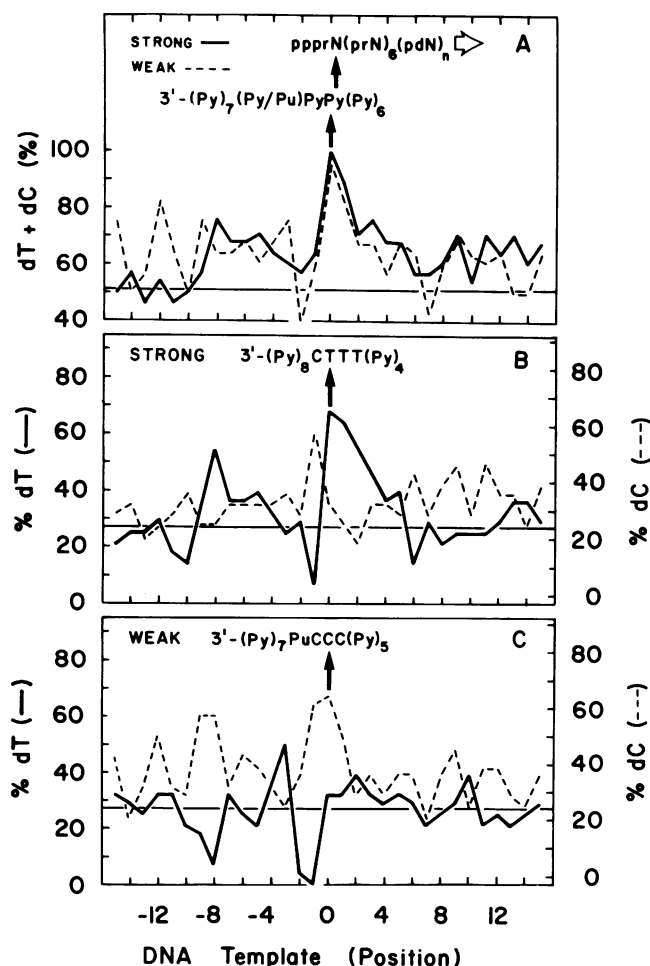 STRONG — ppprN(prN)6(pdN)n A
WEAK ---
3'-(Py)7(Py/Pu)PyPy(Py)6
dT + dC (%)
100
80
60
40
STRONG 3'-(Py)8CTTT(Py)4 B
% dT (—)
80
60
40
20
0
80
60
40
20
0
% dC (---)
WEAK 3'-(Py)7PuCCC(Py)5 C
% dT (—)
80
60
40
20
0
80
60
40
20
0
% dC (---)
-12 -8 -4 0 4 8 12
DNA Template (Position)